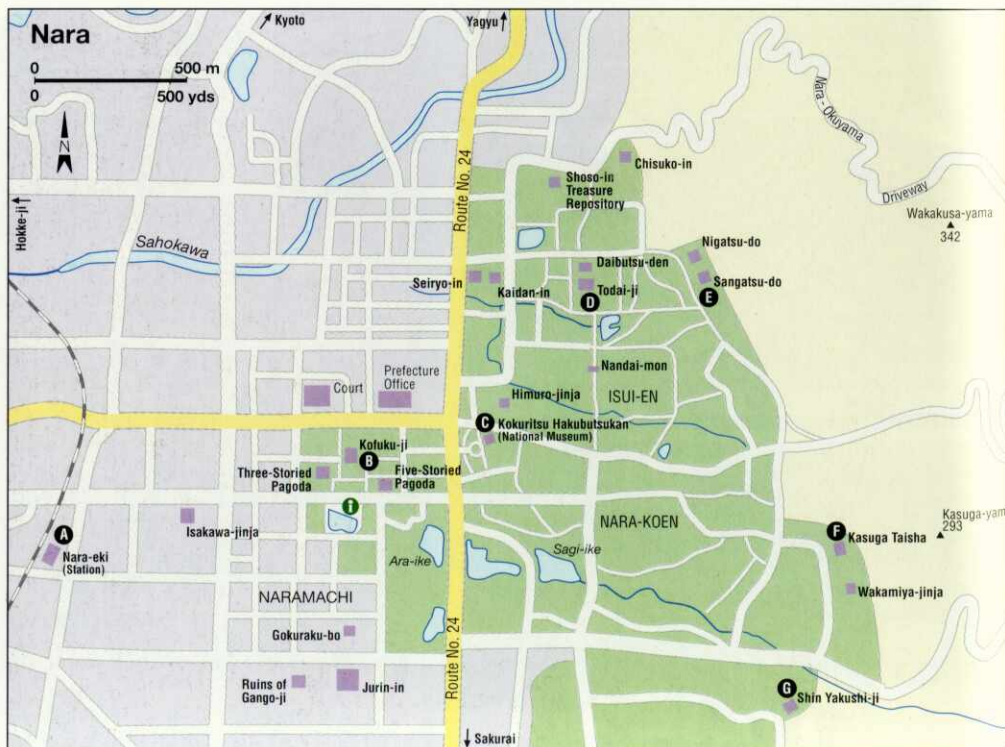 Nara
0 500 m
0 500 yds
N
Kyoto
Yagyu
Hokke-ji
Sahokawa
Route No. 24
Nara - Okuyama
Driveway
Chisuko-in
Shoso-in
Treasure
Repository
Wakakusa-yama
342
Nigatsu-do
Sangatsu-do
E
Daibutsu-den
Todai-ji
D
Seiryo-in
Kaidan-in
Nandai-mon
Court
Prefecture
Office
Himuro-jinja
ISUI-EN
C
Kokuritsu Hakubutsukan
(National Museum)
Kofuku-ji
B
Three-Storied
Pagoda
Five-Storied
Pagoda
i
A
Nara-eki
(Station)
Isakawa-jinja
NARA-KOEN
F
Kasuga Taisha
Kasuga-yam
293
Ara-ike
Sagi-ike
Wakamiya-jinja
NARAMACHI
Gokuraku-bo
Route No. 24
Ruins of
Gango-ji
Jurin-in
G
Shin Yakushi-ji
Sakurai